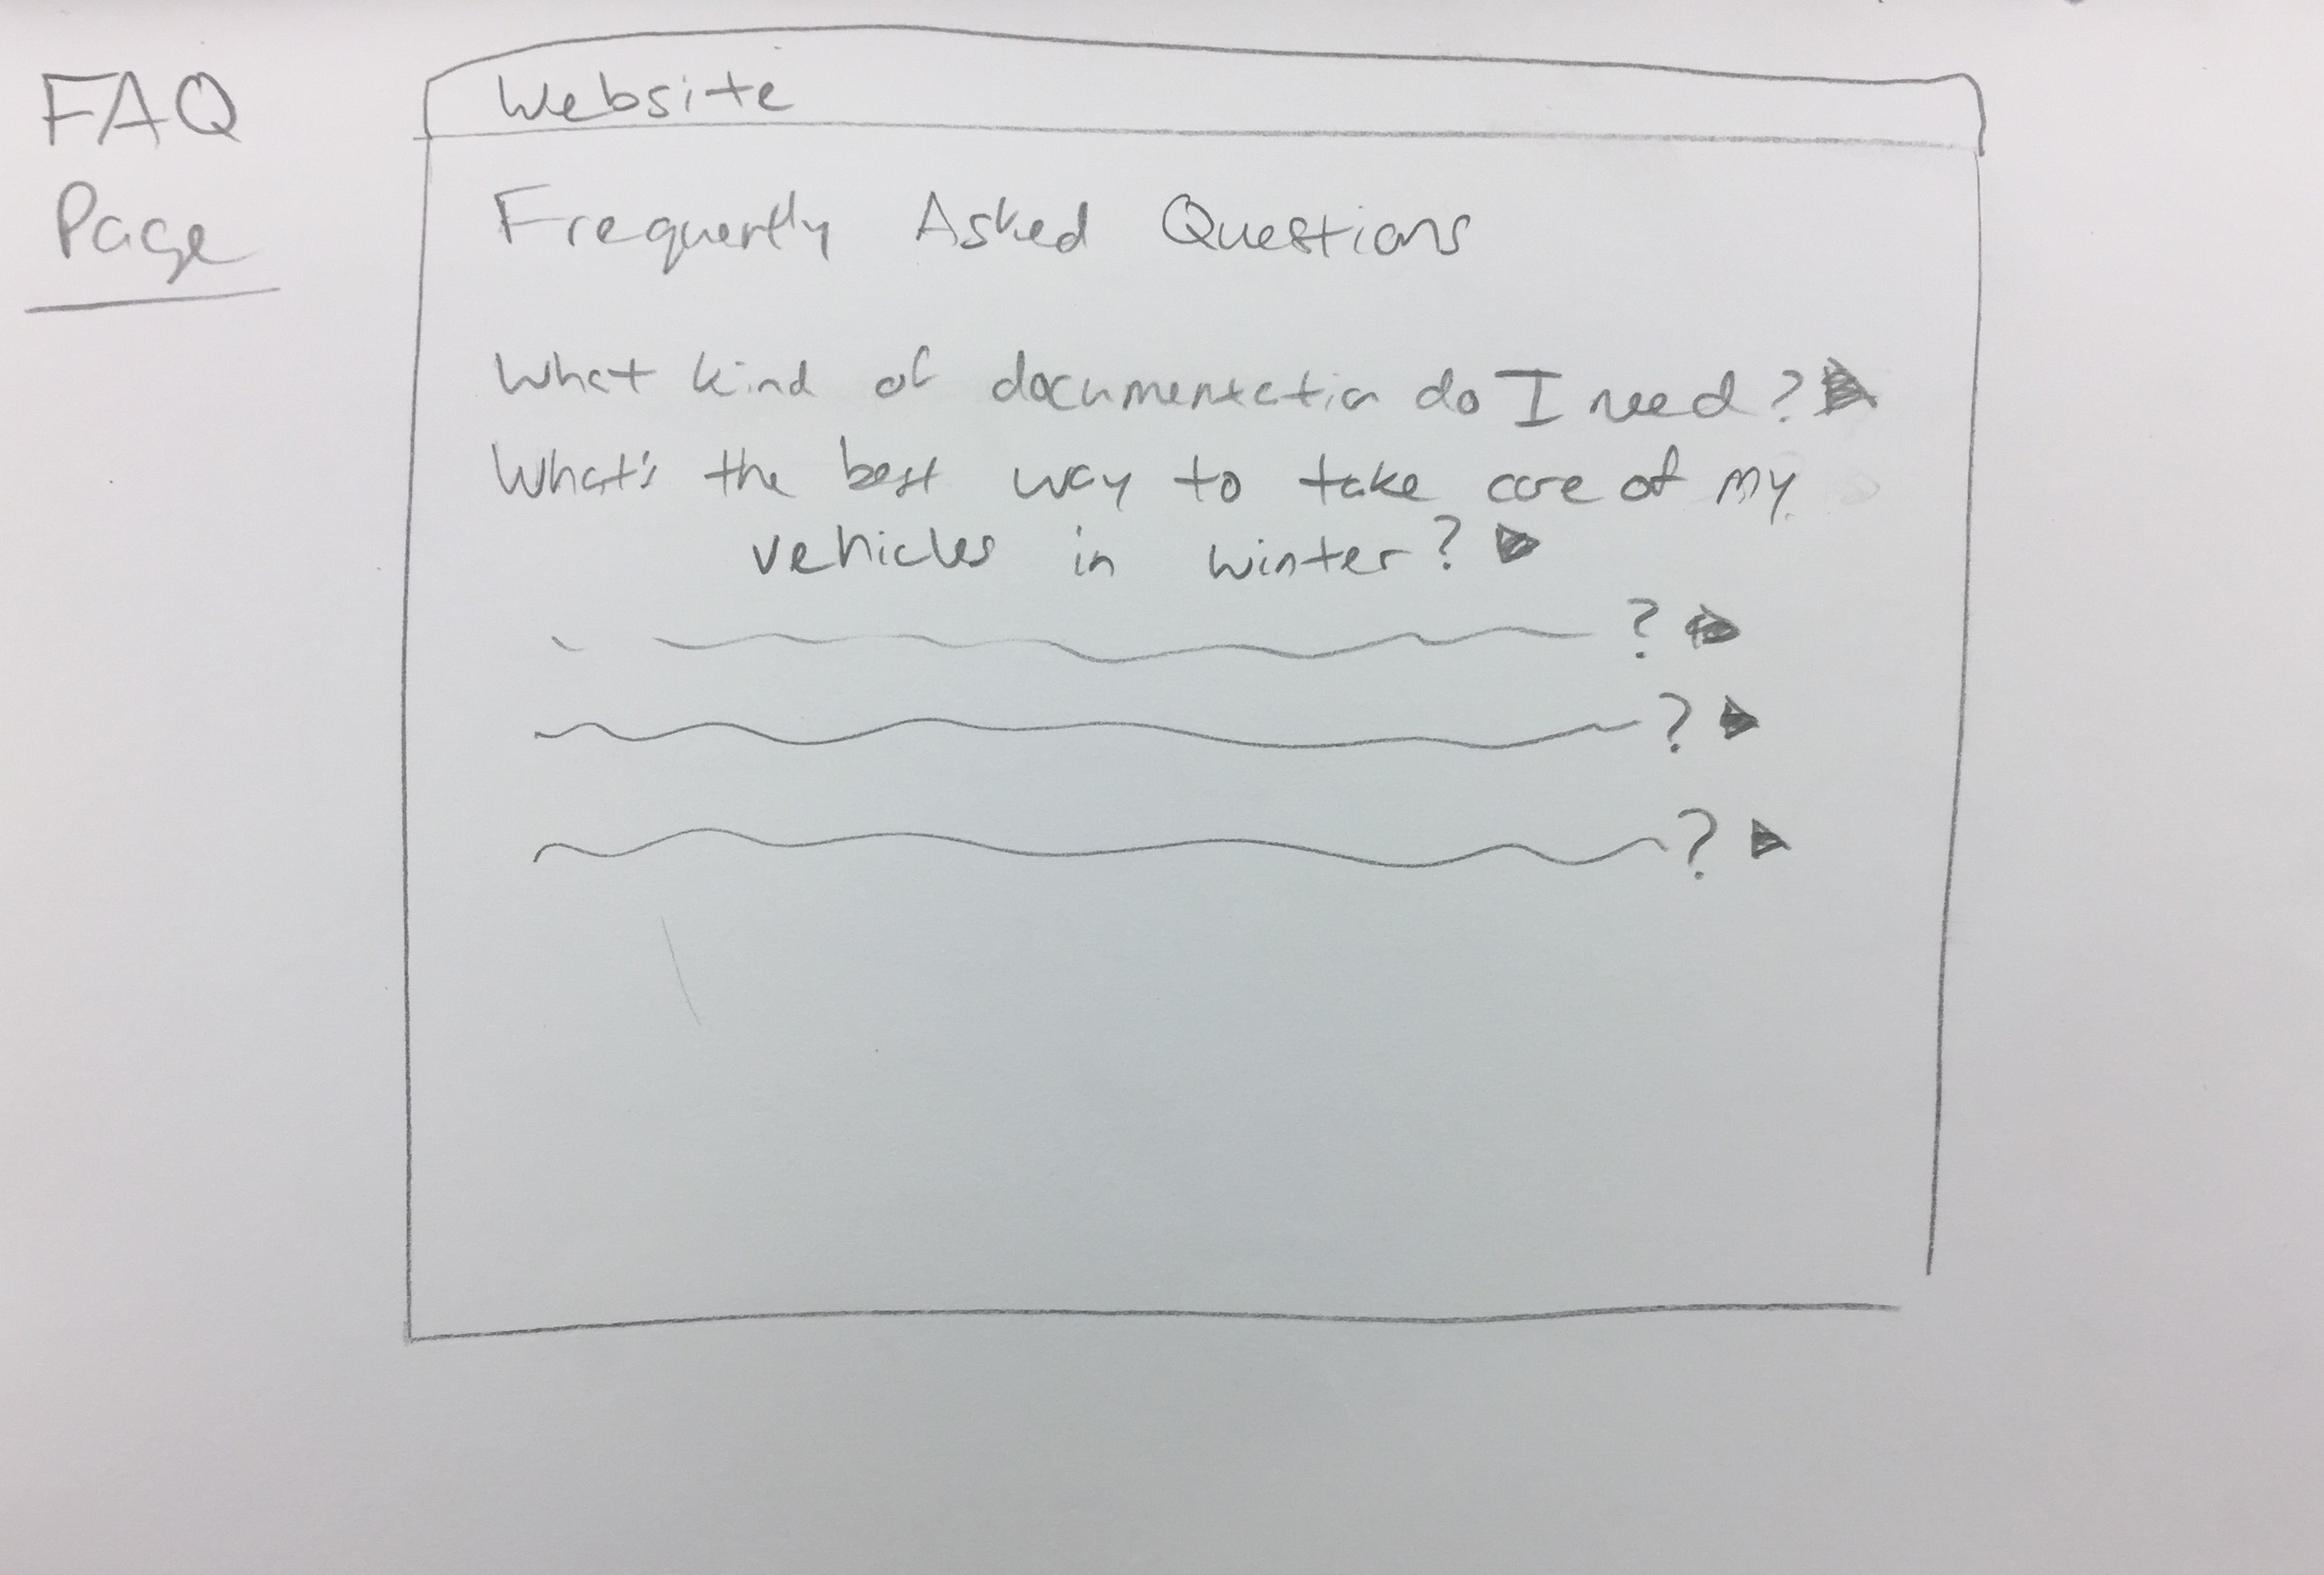 FAQ
Page
Website
Frequently Asked Questions
What kind of documentation do I need?
What's the best way to take care of my
vehicles in winter?
?
?
?